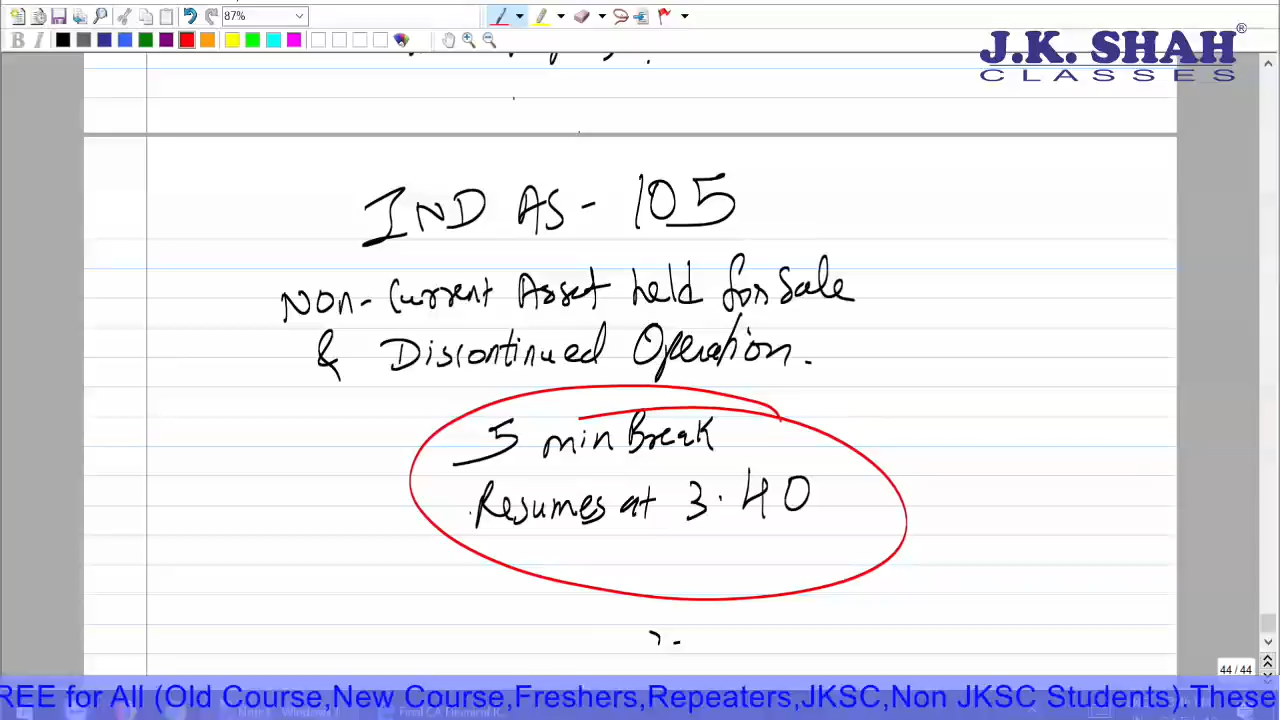 87%
J.K. SHAH®
CLASSES
IND AS - 105
Non-Current Asset held for Sale
& Discontinued Operation.
5 min Break
Resumes at 3.40
44 / 44
REE for All (Old Course,New Course,Freshers,Repeaters,JKSC,Non JKSC Students),These